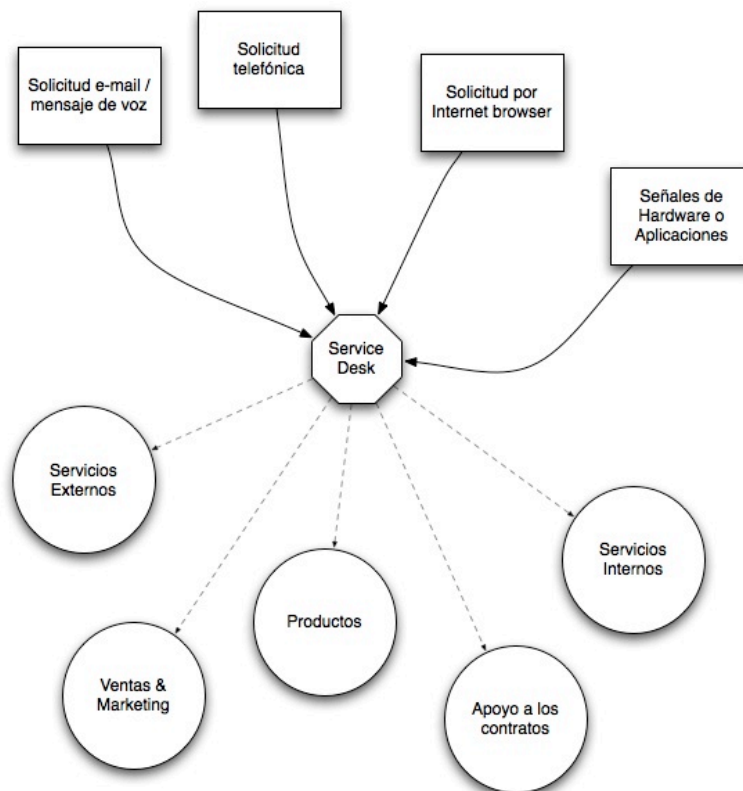 Solicitud e-mail /
mensaje de voz
Solicitud
telefónica
Solicitud por
Internet browser
Señales de
Hardware o
Aplicaciones
Service
Desk
Servicios
Externos
Servicios
Internos
Productos
Ventas &
Marketing
Apoyo a los
contratos